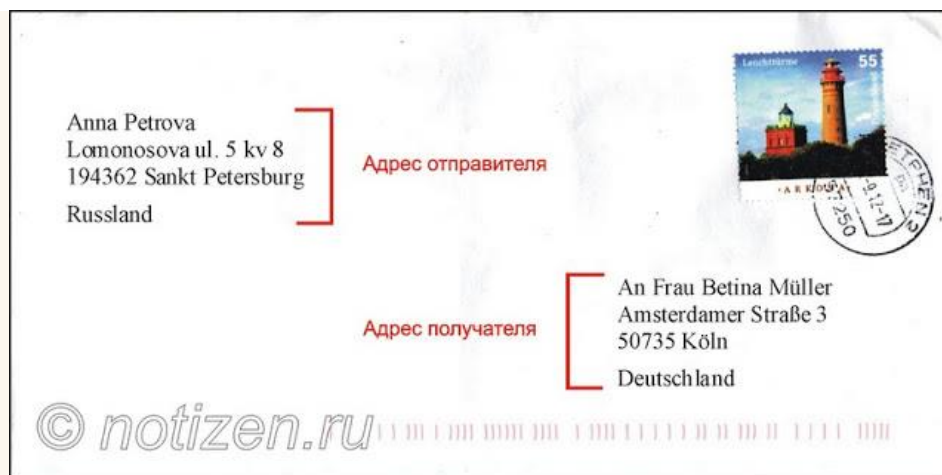 Leuchttürme 55
Anna Petrova
Lomonosova ul. 5 kv 8
194362 Sankt Petersburg
Russland
Адрес отправителя
ARKONA
An Frau Betina Müller
Amsterdamer Straße 3
50735 Köln
Deutschland
Адрес получателя
© notizen.ru